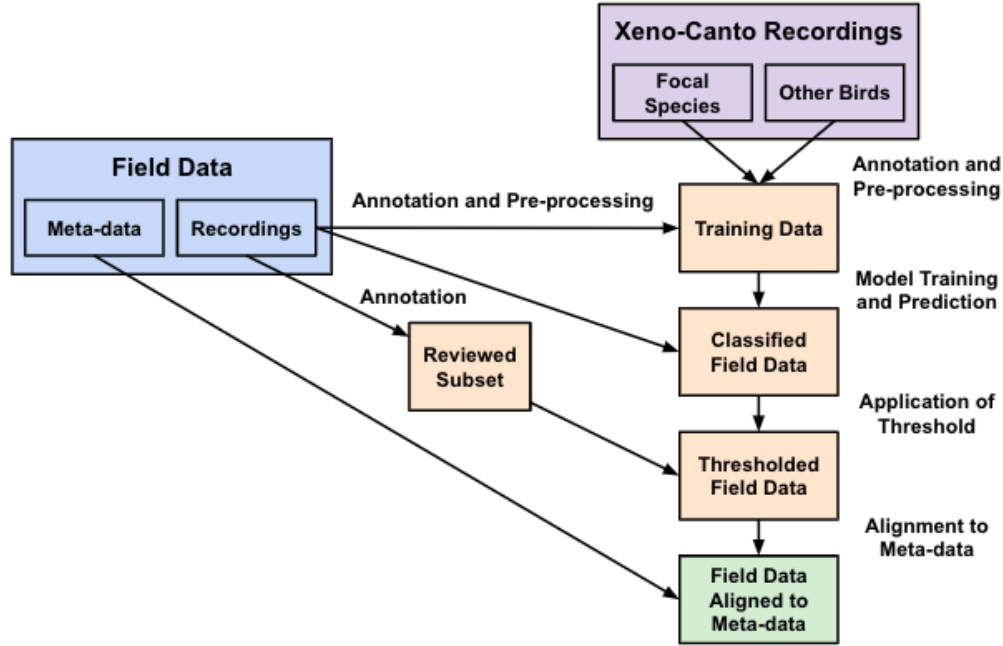 Xeno-Canto Recordings
Focal
Species
Other Birds
Field Data
Meta-data
Recordings
Annotation and Pre-processing
Annotation and
Pre-processing
Training Data
Annotation
Model Training
and Prediction
Reviewed
Subset
Classified
Field Data
Application of
Threshold
Thresholded
Field Data
Alignment to
Meta-data
Field Data
Aligned to
Meta-data